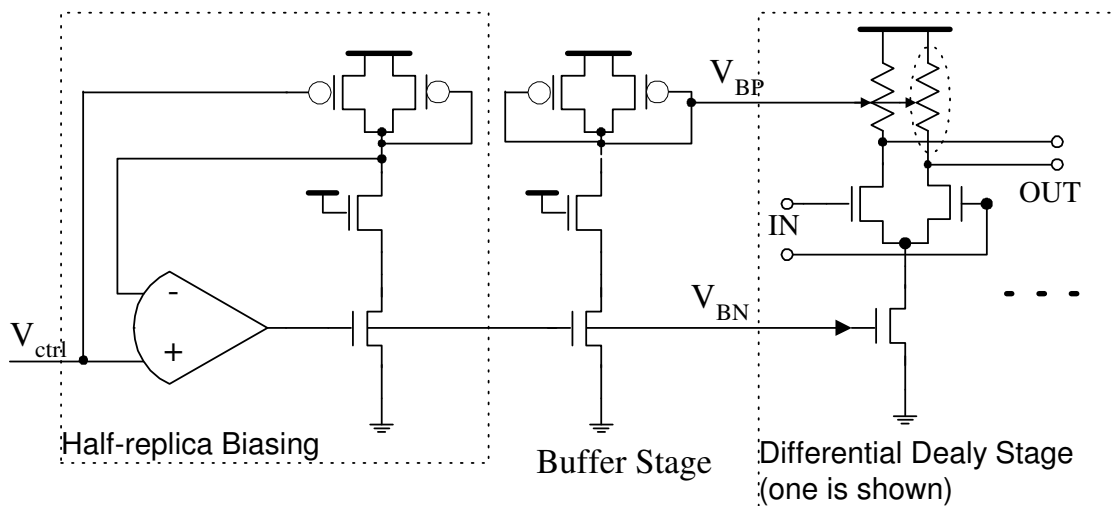 V_BP
OUT
IN
V_BN
-
+
V_ctrl
Half-replica Biasing
Buffer Stage
Differential Dealy Stage
(one is shown)